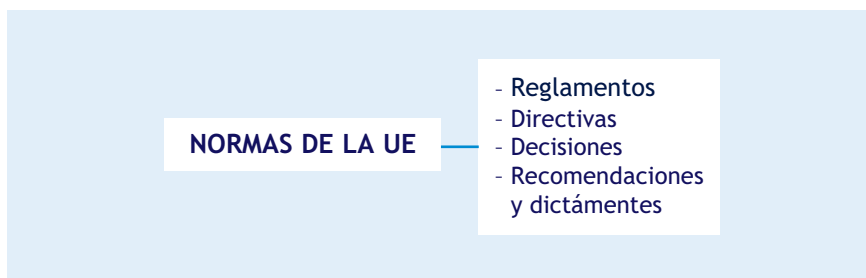 NORMAS DE LA UE
– Reglamentos
– Directivas
– Decisiones
– Recomendaciones
y dictámentes